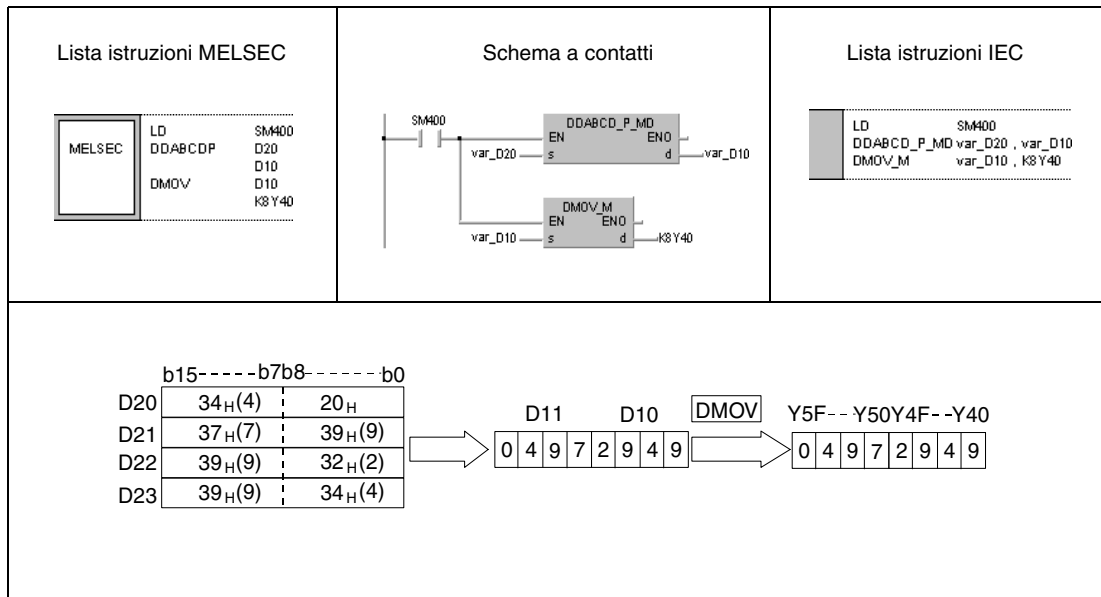 Lista istruzioni MELSEC
Schema a contatti
Lista istruzioni IEC
MELSEC
LD SM400
DDABCDP D20
D10
DMOV D10
K8Y40
SM400
DDABCD_P_MD
EN ENO
var_D20 s d var_D10
DMOV_M
EN ENO
var_D10 s d K8Y40
LD SM400
DDABCD_P_MD var_D20 , var_D10
DMOV_M var_D10 , K8Y40
b15-----b7b8------b0
D20 34H(4) 20H
D21 37H(7) 39H(9)
D22 39H(9) 32H(2)
D23 39H(9) 34H(4)
D11 D10
0 4 9 7 2 9 4 9
DMOV
Y5F---Y50Y4F--Y40
0 4 9 7 2 9 4 9